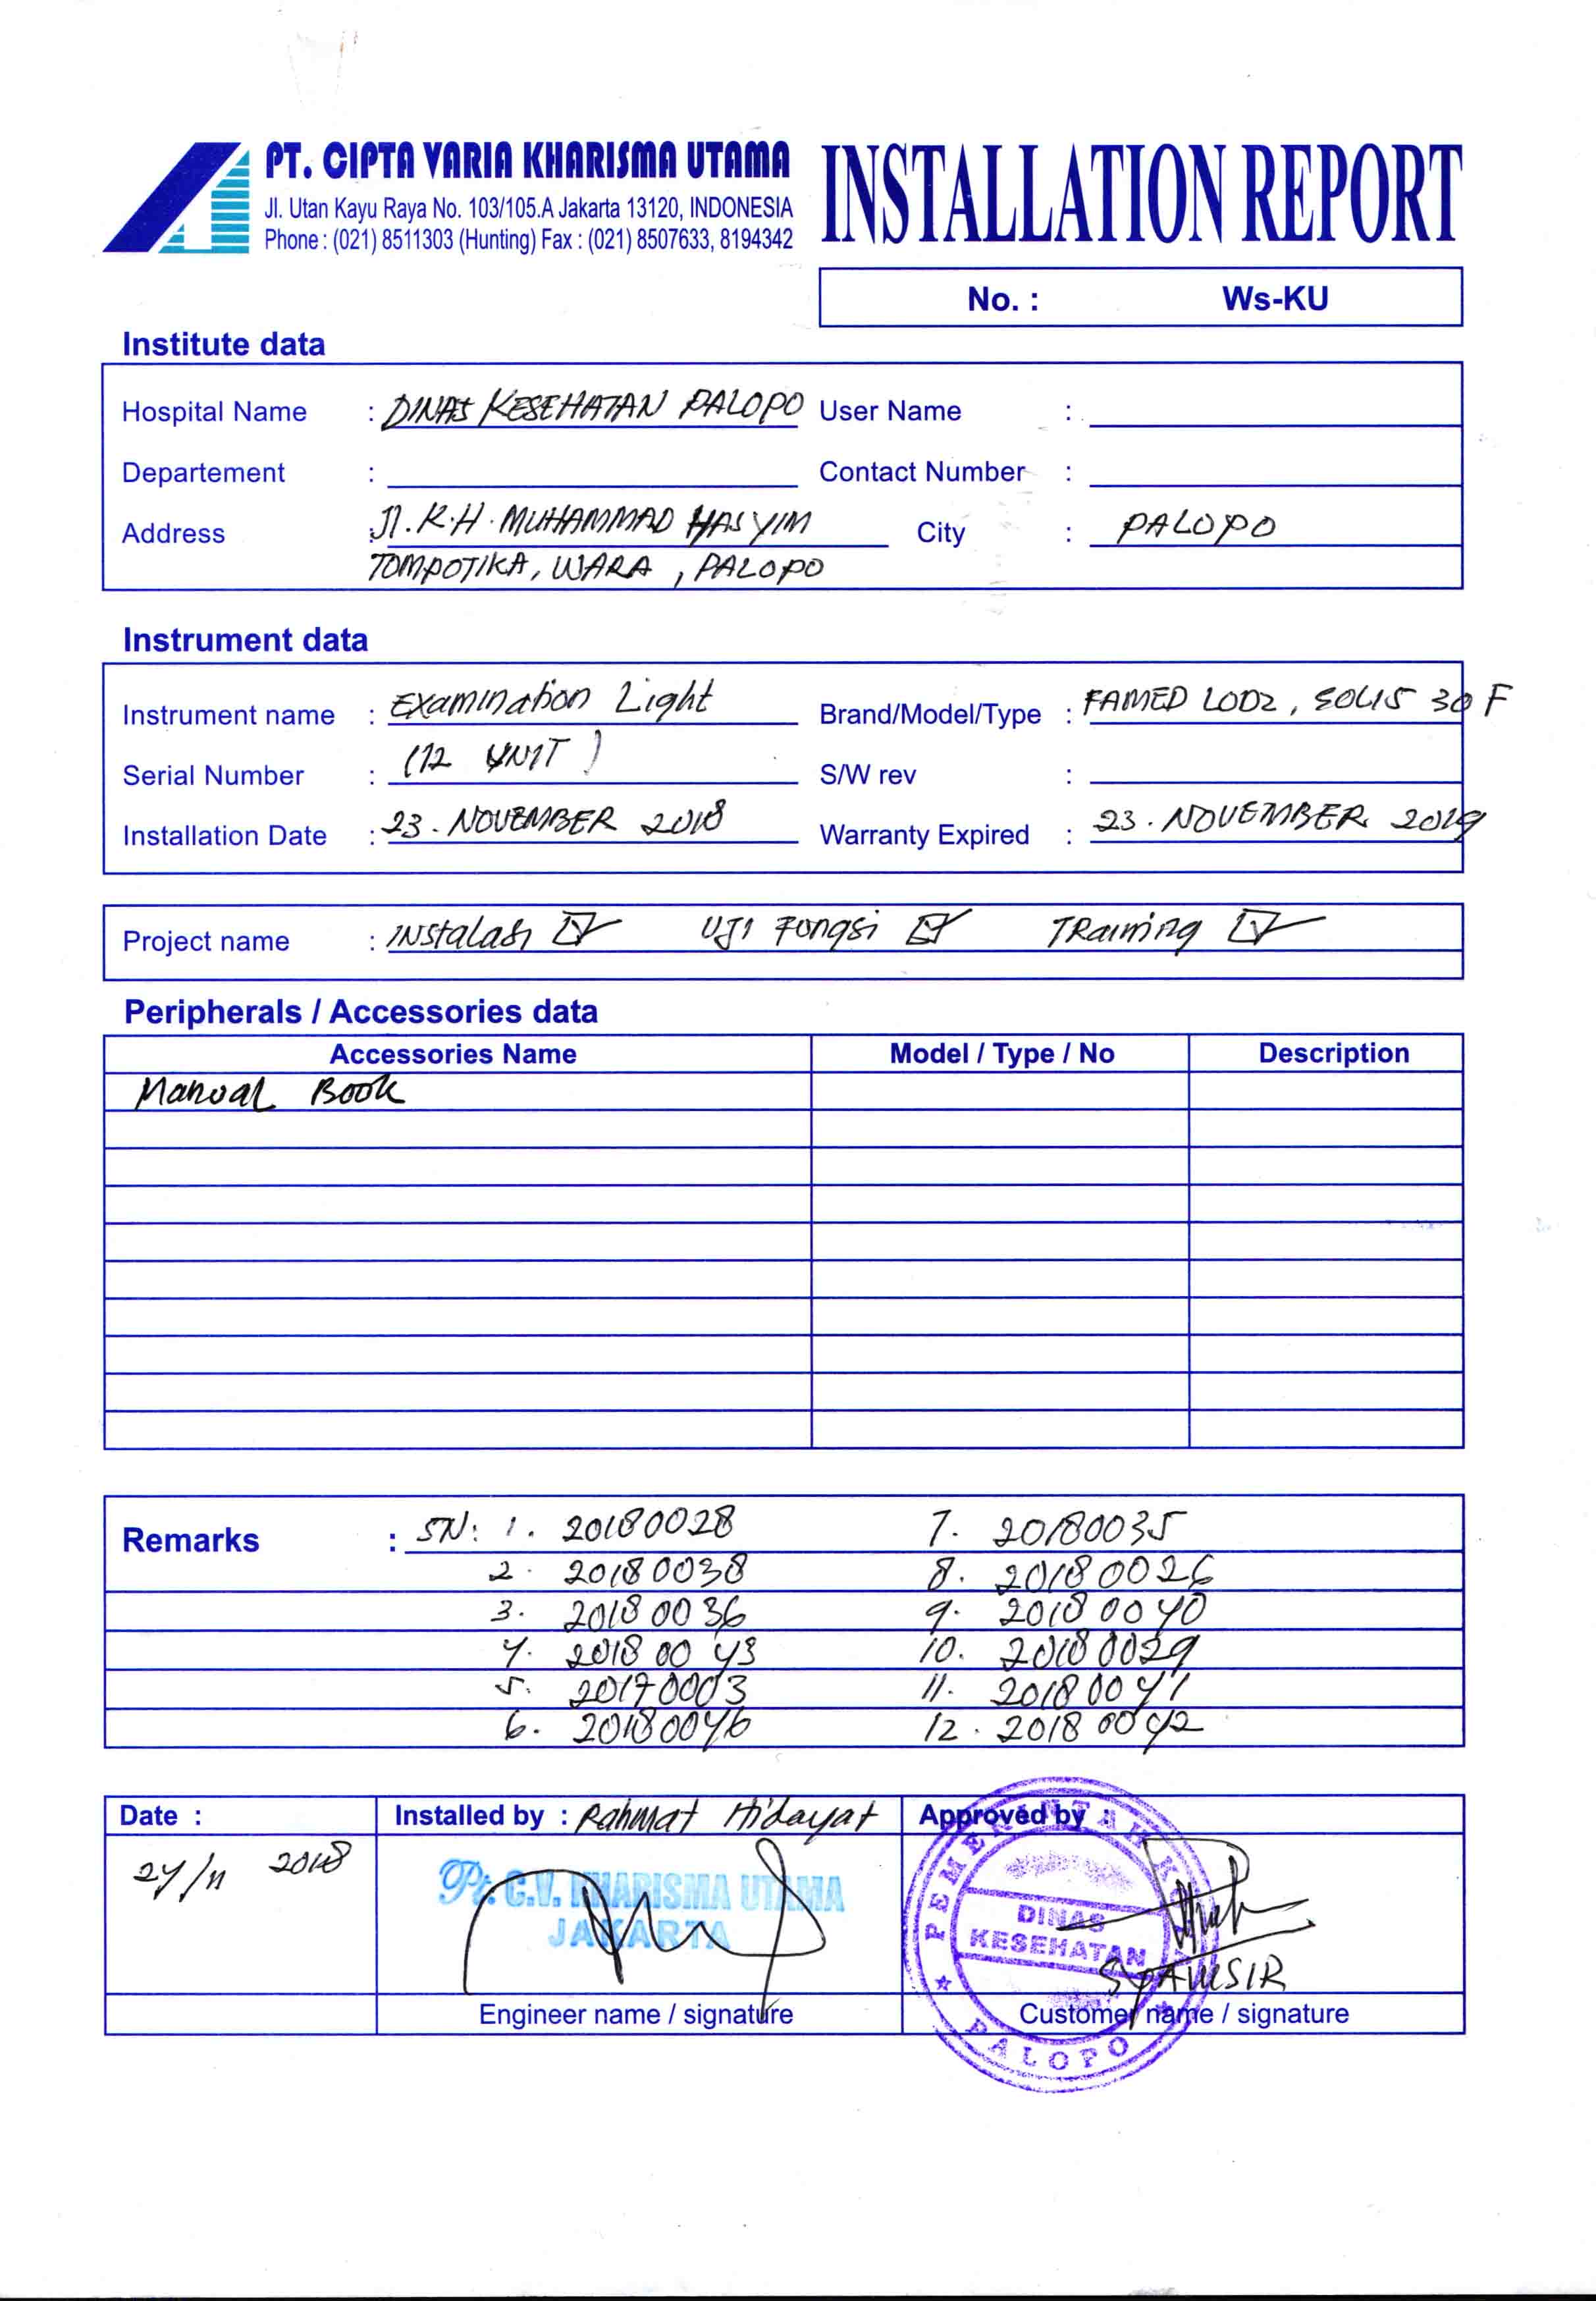 PT. CIPTA VARIA KHARISMA UTAMA
Jl. Utan Kayu Raya No. 103/105.A Jakarta 13120, INDONESIA
Phone : (021) 8511303 (Hunting) Fax : (021) 8507633, 8194342
INSTALLATION REPORT
No. : Ws-KU
Institute data
Hospital Name : DINAS KESEHATAN PALOPO User Name :
Departement : Contact Number :
Address : Jl. K.H. MUHAMMAD HASYIM City : PALOPO
TOMPOTIKA, WARA, PALOPO
Instrument data
Instrument name : Examination Light Brand/Model/Type : FAMED LODZ, SOLIS 30 F
Serial Number : (12 UNIT) S/W rev :
Installation Date : 23. NOVEMBER 2018 Warranty Expired : 23. NOVEMBER 2019
Project name : INstalasi ☑ UJI Fungsi ☑ TRaining ☑
Peripherals / Accessories data
Accessories Name Model / Type / No Description
Manual Book
Remarks : SN: 1. 20180028 7. 20180035
2. 20180038 8. 20180026
3. 20180036 9. 20180040
4. 20180043 10. 20180029
5. 20170003 11. 20180041
6. 20180046 12. 20180042
Date : Installed by : Rahmat Hidayat Approved by :
24/11 2018
Pt. C.V. KHARISMA UTAMA
JAKARTA
PEMERINTAH KOTA
DINAS
KESEHATAN
PALOPO
SYAMSIR
Engineer name / signature Customer name / signature